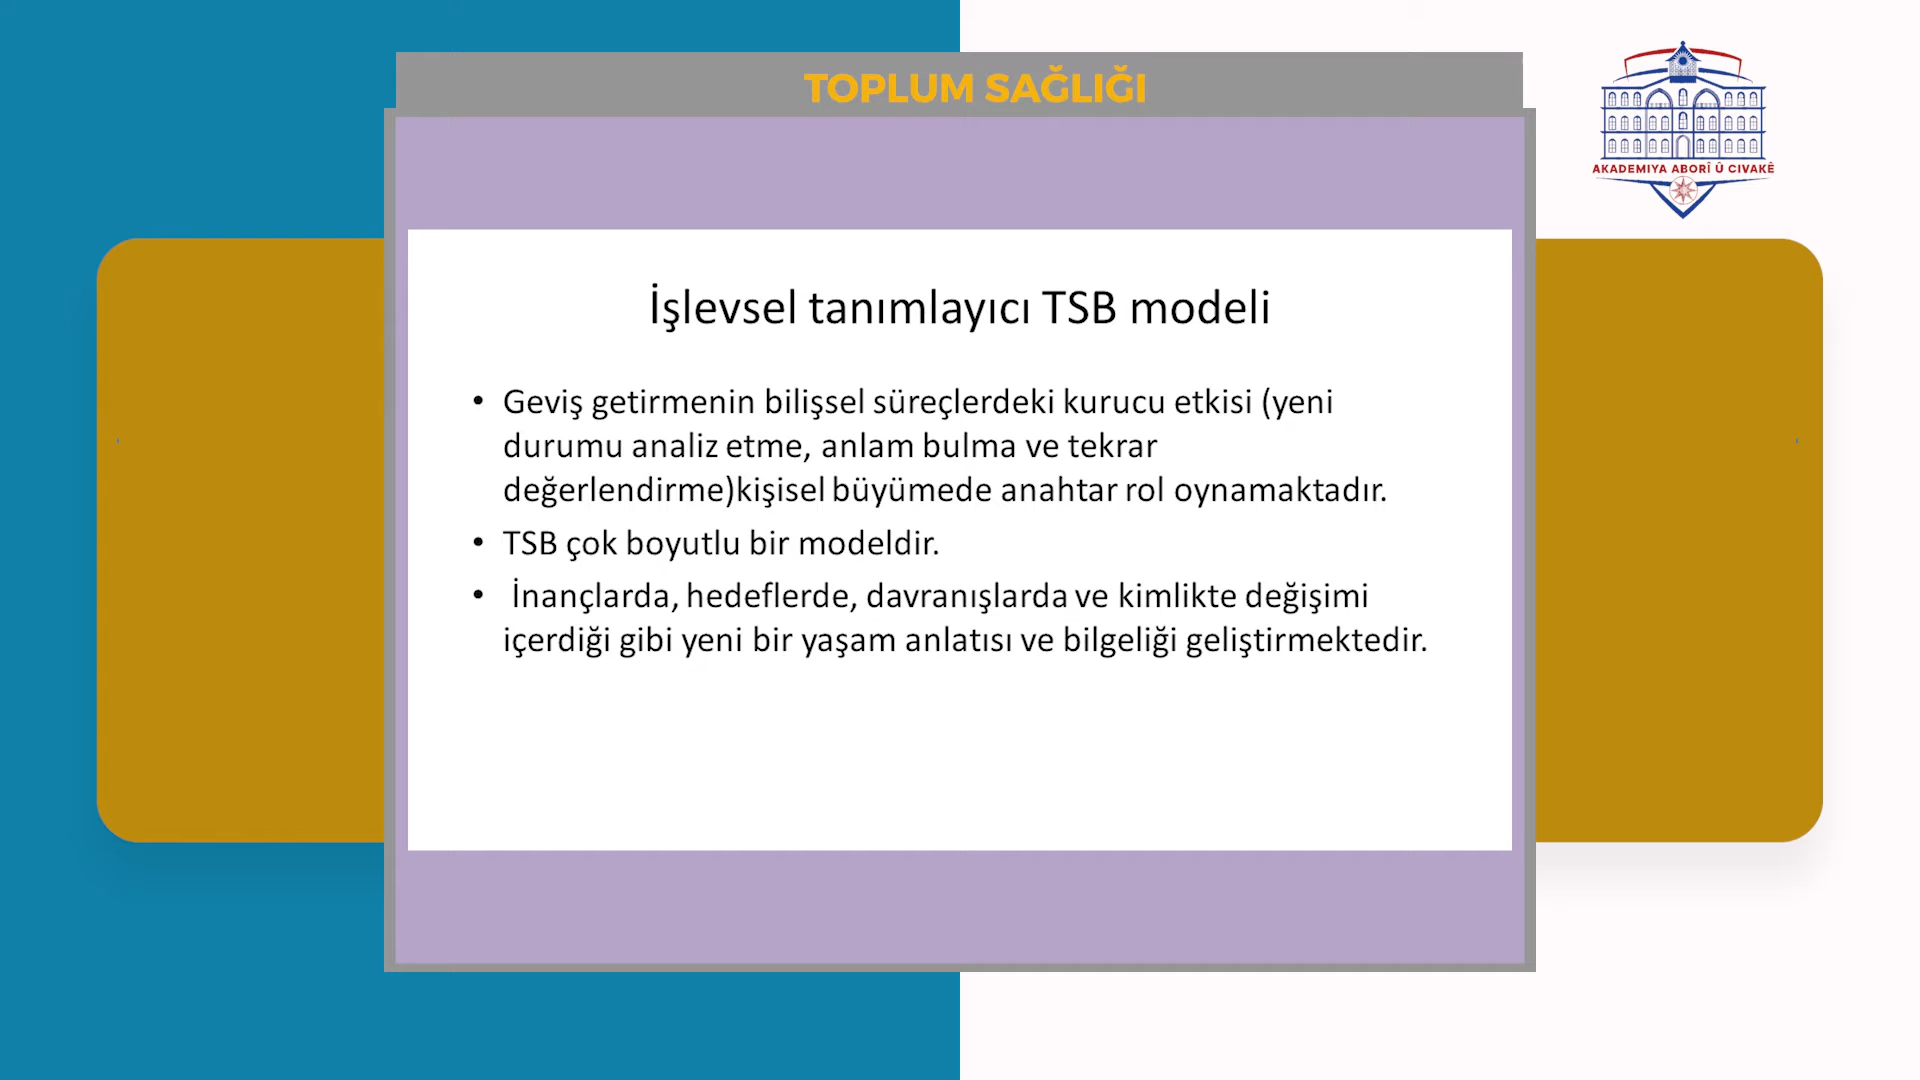 TOPLUM SAĞLIĞI
AKADEMIYA ABORÎ Û CIVAKÊ
İşlevsel tanımlayıcı TSB modeli
• Geviş getirmenin bilişsel süreçlerdeki kurucu etkisi (yeni
durumu analiz etme, anlam bulma ve tekrar
değerlendirme)kişisel büyümede anahtar rol oynamaktadır.
• TSB çok boyutlu bir modeldir.
• İnançlarda, hedeflerde, davranışlarda ve kimlikte değişimi
içerdiği gibi yeni bir yaşam anlatısı ve bilgeliği geliştirmektedir.